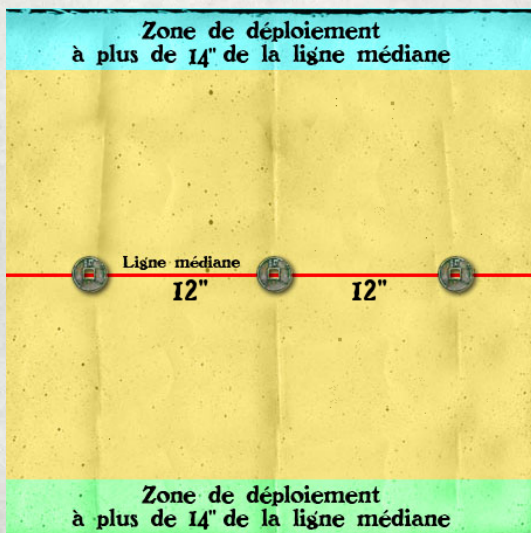 Zone de déploiement
à plus de 14" de la ligne médiane
Ligne médiane
12" 12"
Zone de déploiement
à plus de 14" de la ligne médiane